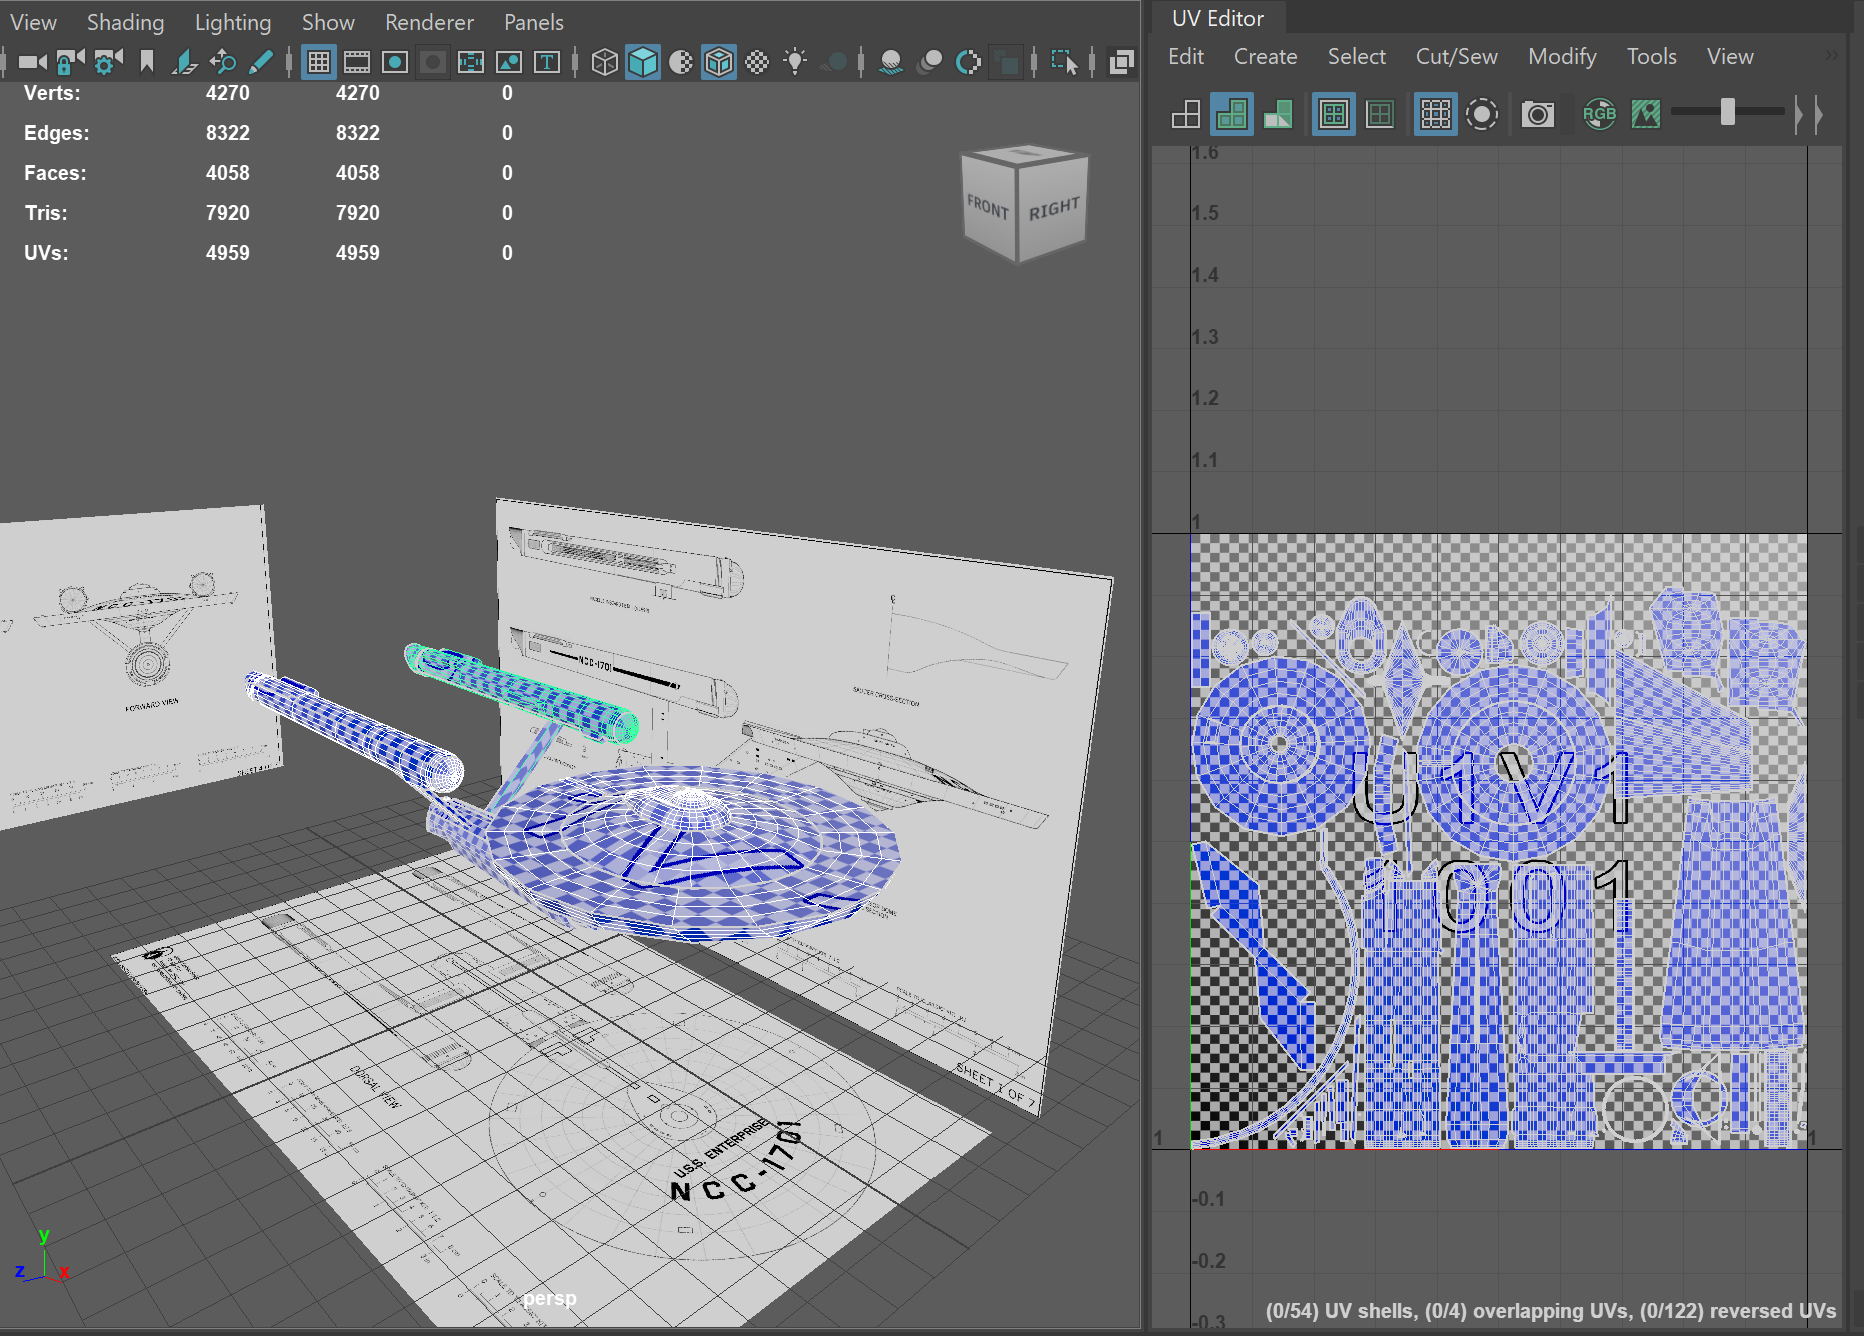 View Shading Lighting Show Renderer Panels
Verts: 4270 4270 0
Edges: 8322 8322 0
Faces: 4058 4058 0
Tris: 7920 7920 0
UVs: 4959 4959 0
FRONT RIGHT
FORWARD VIEW
NCC-1701
SHEET 1 OF 7
DORSAL VIEW
U.S.S. ENTERPRISE
NCC-1701
y
z x
persp
UV Editor
Edit Create Select Cut/Sew Modify Tools View
RGB
1.6
1.5
1.4
1.3
1.2
1.1
1
U1V1
1001
1 1
-0.1
-0.2
-0.3
(0/54) UV shells, (0/4) overlapping UVs, (0/122) reversed UVs